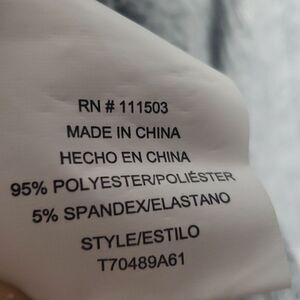 RN # 111503
MADE IN CHINA
HECHO EN CHINA
95% POLYESTER/POLIÉSTER
5% SPANDEX/ELASTANO
STYLE/ESTILO
T70489A61